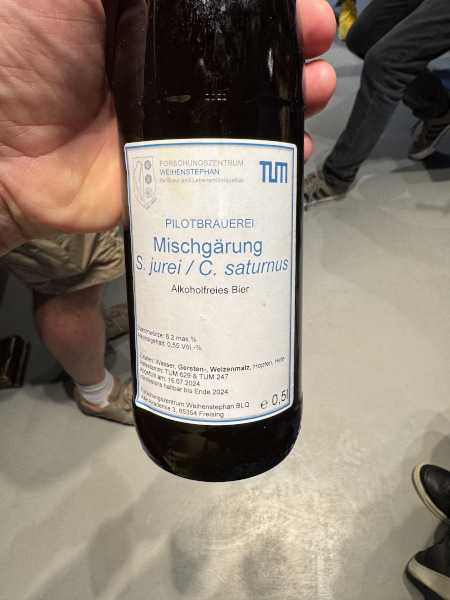 FORSCHUNGSZENTRUM
WEIHENSTEPHAN
für Brau- und Lebensmittelqualität
TUM
PILOTBRAUEREI
Mischgärung
S. jurei / C. saturnus
Alkoholfreies Bier
Stammwürze: 6.2 mas.%
Alkoholgehalt: 0,55 Vol.-%
Zutaten: Wasser, Gersten-, Weizenmalz, Hopfen, Hefe
Hefestamm: TUM 629 & TUM 247
Abgefüllt am: 16.07.2024
Mindestens haltbar bis Ende 2024
Forschungszentrum Weihenstephan BLQ
Alte Akademie 3, 85354 Freising
℮ 0,5l